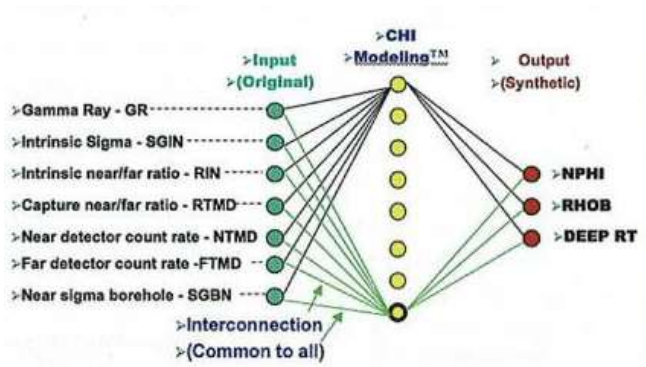 ➢CHI
➢Modeling™
➢Input
➢(Original)
➢ Output
➢(Synthetic)
➢Gamma Ray - GR
➢Intrinsic Sigma - SGIN
➢Intrinsic near/far ratio - RIN
➢Capture near/far ratio - RTMD
➢Near detector count rate - NTMD
➢Far detector count rate -FTMD
➢Near sigma borehole - SGBN
➢NPHI
➢RHOB
➢DEEP RT
➢Interconnection
➢(Common to all)